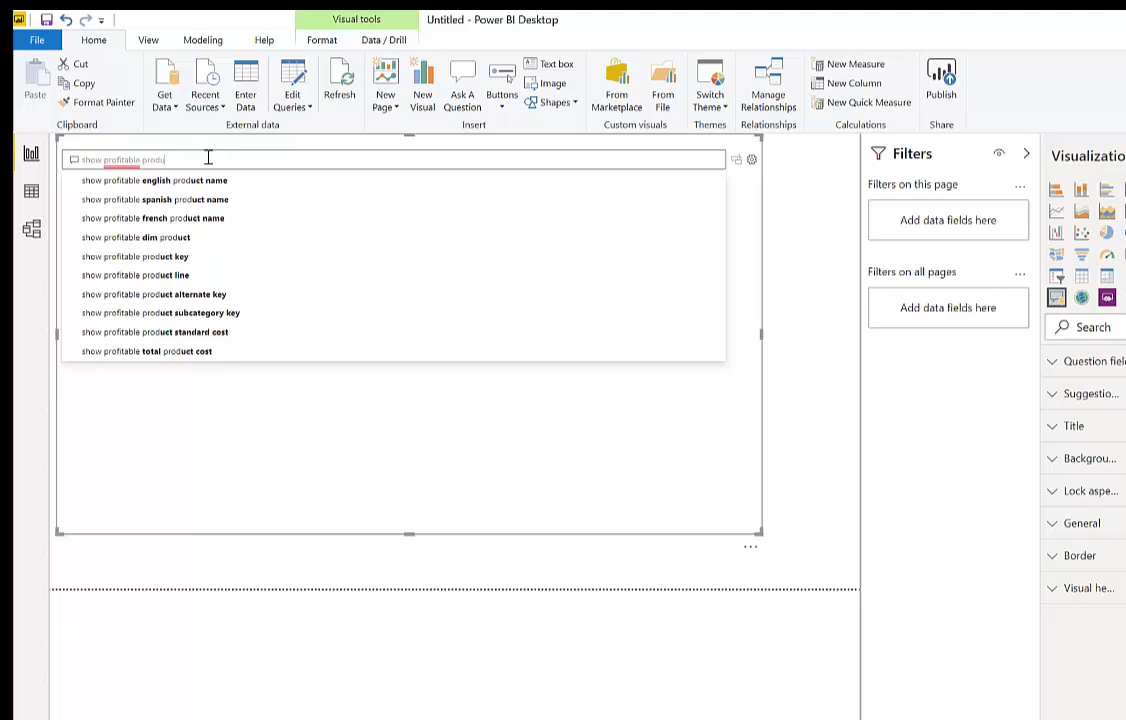 Visual tools
Untitled - Power BI Desktop
File
Home
View
Modeling
Help
Format
Data / Drill
Paste
Cut
Copy
Format Painter
Clipboard
Get Data
Recent Sources
Enter Data
Edit Queries
Refresh
External data
New Page
New Visual
Ask A Question
Buttons
Text box
Image
Shapes
Insert
From Marketplace
From File
Custom visuals
Switch Theme
Themes
Manage Relationships
Relationships
New Measure
New Column
New Quick Measure
Calculations
Publish
Share
show profitable produ
show profitable english product name
show profitable spanish product name
show profitable french product name
show profitable dim product
show profitable product key
show profitable product line
show profitable product alternate key
show profitable product subcategory key
show profitable product standard cost
show profitable total product cost
...
Filters
Filters on this page
...
Add data fields here
Filters on all pages
...
Add data fields here
Visualizatio
Search
Question fiel
Suggestio...
Title
Backgrou...
Lock aspe...
General
Border
Visual he...